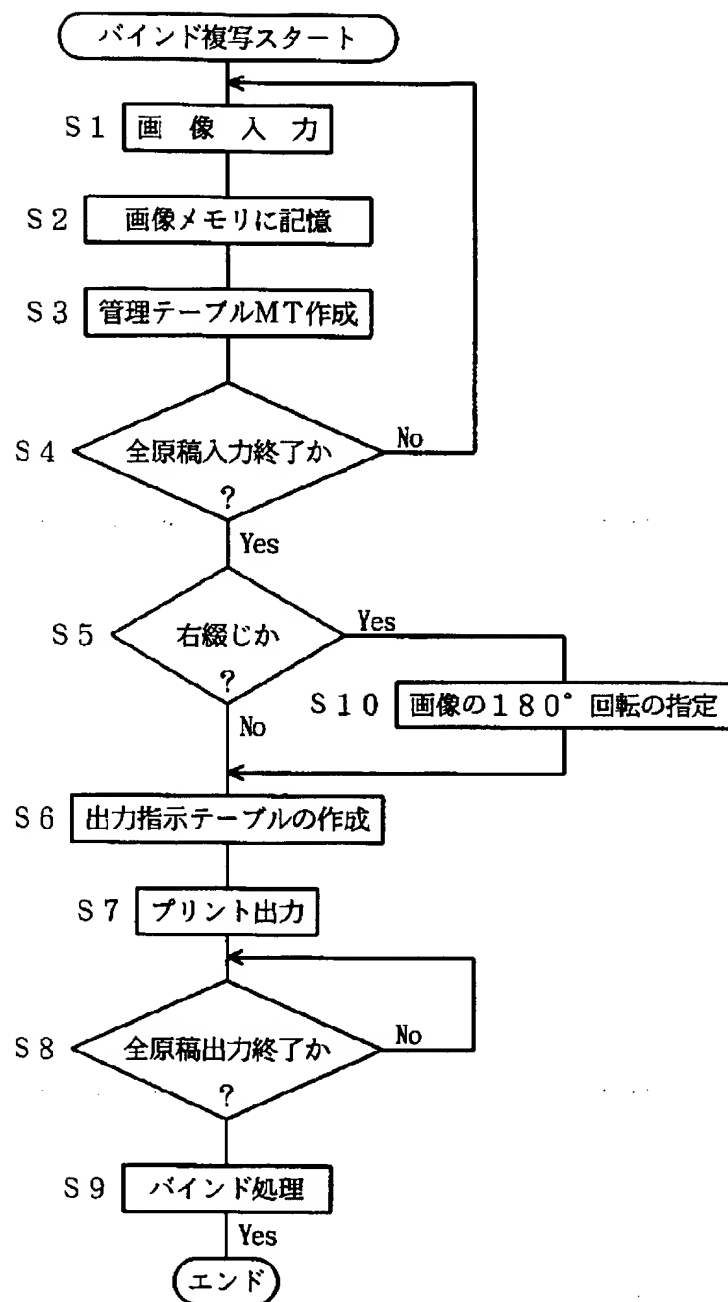 バインド複写スタート
S1 画像入力
S2 画像メモリに記憶
S3 管理テーブルMT作成
S4 全原稿入力終了か
?
No
Yes
S5 右綴じか
?
Yes
No
S10 画像の180°回転の指定
S6 出力指示テーブルの作成
S7 プリント出力
S8 全原稿出力終了か
?
No
S9 バインド処理
Yes
エンド